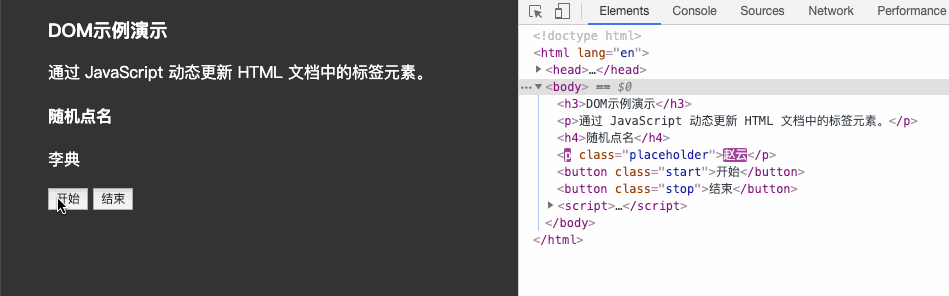 DOM示例演示
通过 JavaScript 动态更新 HTML 文档中的标签元素。
随机点名
李典
开始 结束
Elements Console Sources Network Performance
<!doctype html>
<html lang="en">
<head>…</head>
<body> == $0
<h3>DOM示例演示</h3>
<p>通过 JavaScript 动态更新 HTML 文档中的标签元素。</p>
<h4>随机点名</h4>
<p class="placeholder">赵云</p>
<button class="start">开始</button>
<button class="stop">结束</button>
<script>…</script>
</body>
</html>